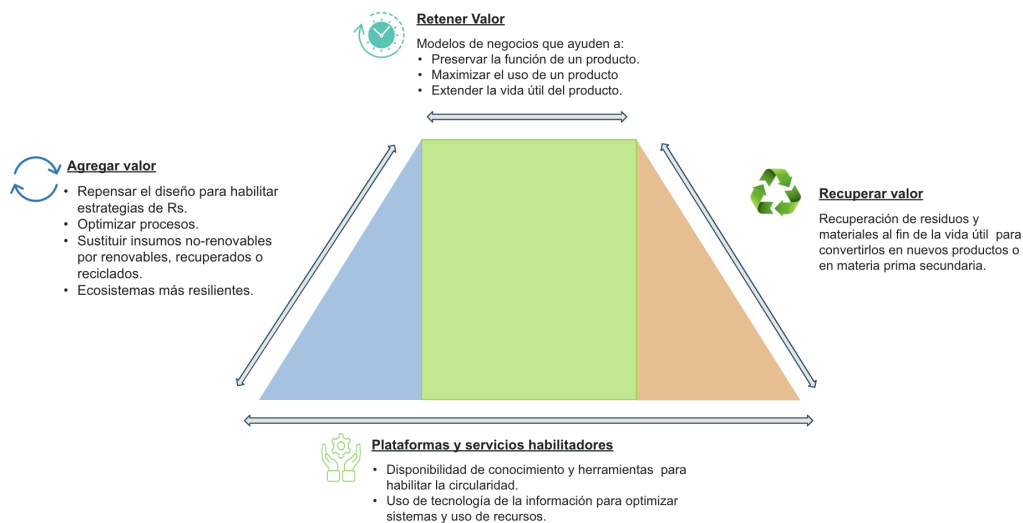 Retener Valor
Modelos de negocios que ayuden a:
• Preservar la función de un producto.
• Maximizar el uso de un producto
• Extender la vida útil del producto.
Agregar valor
• Repensar el diseño para habilitar
estrategias de Rs.
• Optimizar procesos.
• Sustituir insumos no-renovables
por renovables, recuperados o
reciclados.
• Ecosistemas más resilientes.
Recuperar valor
Recuperación de residuos y
materiales al fin de la vida útil para
convertirlos en nuevos productos o
en materia prima secundaria.
Plataformas y servicios habilitadores
• Disponibilidad de conocimiento y herramientas para
habilitar la circularidad.
• Uso de tecnología de la información para optimizar
sistemas y uso de recursos.